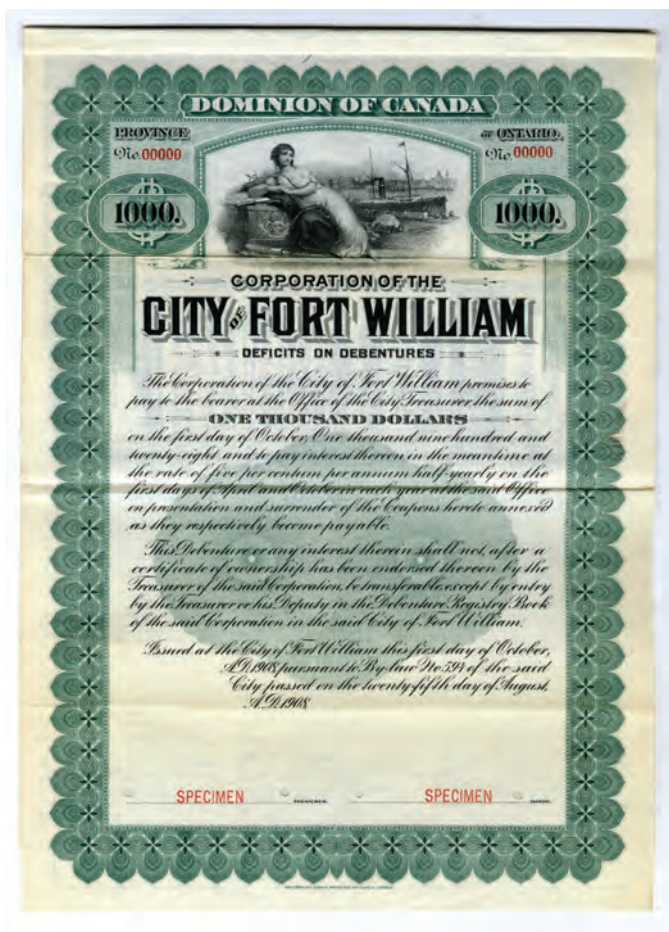 DOMINION OF CANADA
PROVINCE OF ONTARIO.
No. 00000 No. 00000
1000. 1000.
CORPORATION OF THE
CITY OF FORT WILLIAM
DEFICITS ON DEBENTURES
The Corporation of the City of Fort William promises to
pay to the bearer at the Office of the City Treasurer the sum of
ONE THOUSAND DOLLARS
on the first day of October, One thousand nine hundred and
twenty-eight and to pay interest thereon in the meantime at
the rate of five per centum per annum half-yearly on the
first days of April and October in each year at the said Office
on presentation and surrender of the Coupons hereto annexed
as they respectively become payable.
This Debenture or any interest therein shall not, after a
certificate of ownership has been endorsed thereon by the
Treasurer of the said Corporation, be transferable, except by entry
by the Treasurer or his Deputy in the Debenture Registry Book
of the said Corporation in the said City of Fort William.
Issued at the City of Fort William this first day of October,
A.D. 1908, pursuant to By-law No. 594 of the said
City passed on the twenty-fifth day of August,
A.D. 1908
SPECIMEN TREASURER. SPECIMEN